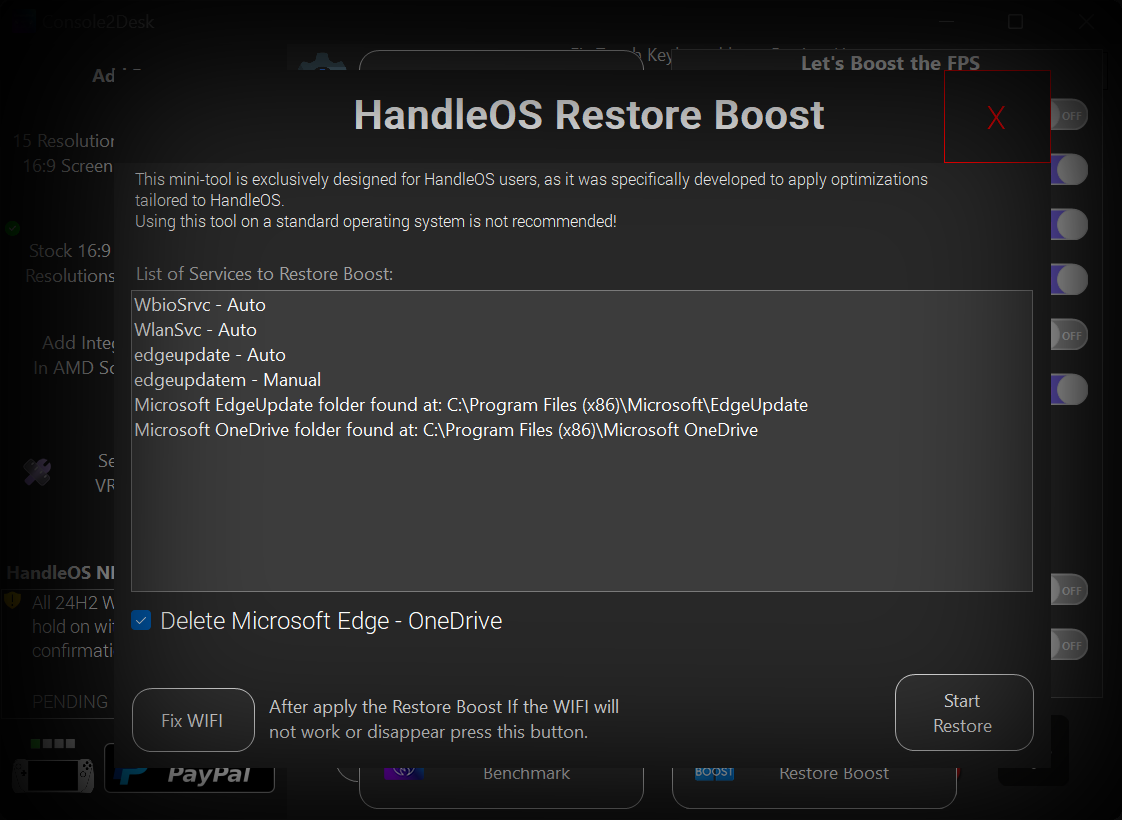 Console2Desk
Let's Boost the FPS
HandleOS Restore Boost
X
OFF
15 Resolution
16:9 Screen
This mini-tool is exclusively designed for HandleOS users, as it was specifically developed to apply optimizations
tailored to HandleOS.
Using this tool on a standard operating system is not recommended!
Stock 16:9
Resolutions
List of Services to Restore Boost:
WbioSrvc - Auto
WlanSvc - Auto
edgeupdate - Auto
edgeupdatem - Manual
Microsoft EdgeUpdate folder found at: C:\Program Files (x86)\Microsoft\EdgeUpdate
Microsoft OneDrive folder found at: C:\Program Files (x86)\Microsoft OneDrive
OFF
Add
In AMD
VR
HandleOS
All 24H2
hold on
OFF
Delete Microsoft Edge - OneDrive
OFF
PENDING
Fix WIFI
After apply the Restore Boost If the WIFI will
not work or disappear press this button.
Start
Restore
PayPal
Benchmark
BOOST
Restore Boost